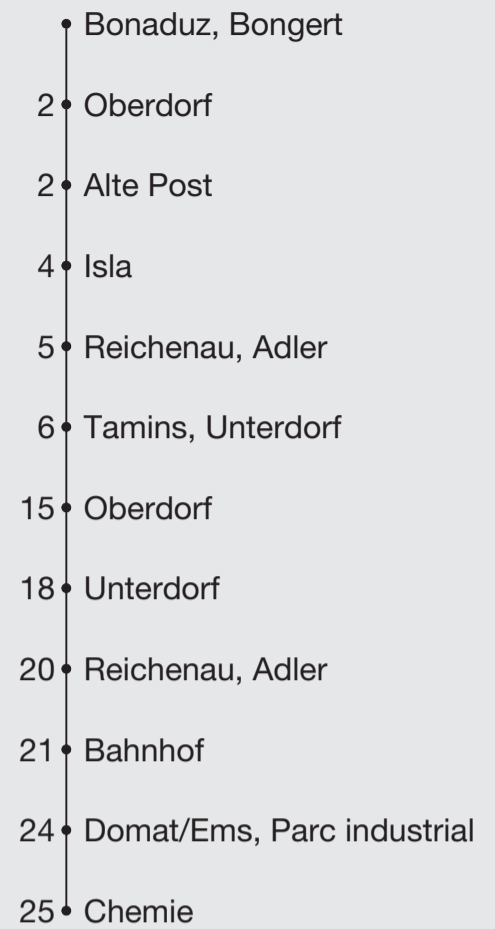 Bonaduz, Bongert
2 Oberdorf
2 Alte Post
4 Isla
5 Reichenau, Adler
6 Tamins, Unterdorf
15 Oberdorf
18 Unterdorf
20 Reichenau, Adler
21 Bahnhof
24 Domat/Ems, Parc industrial
25 Chemie